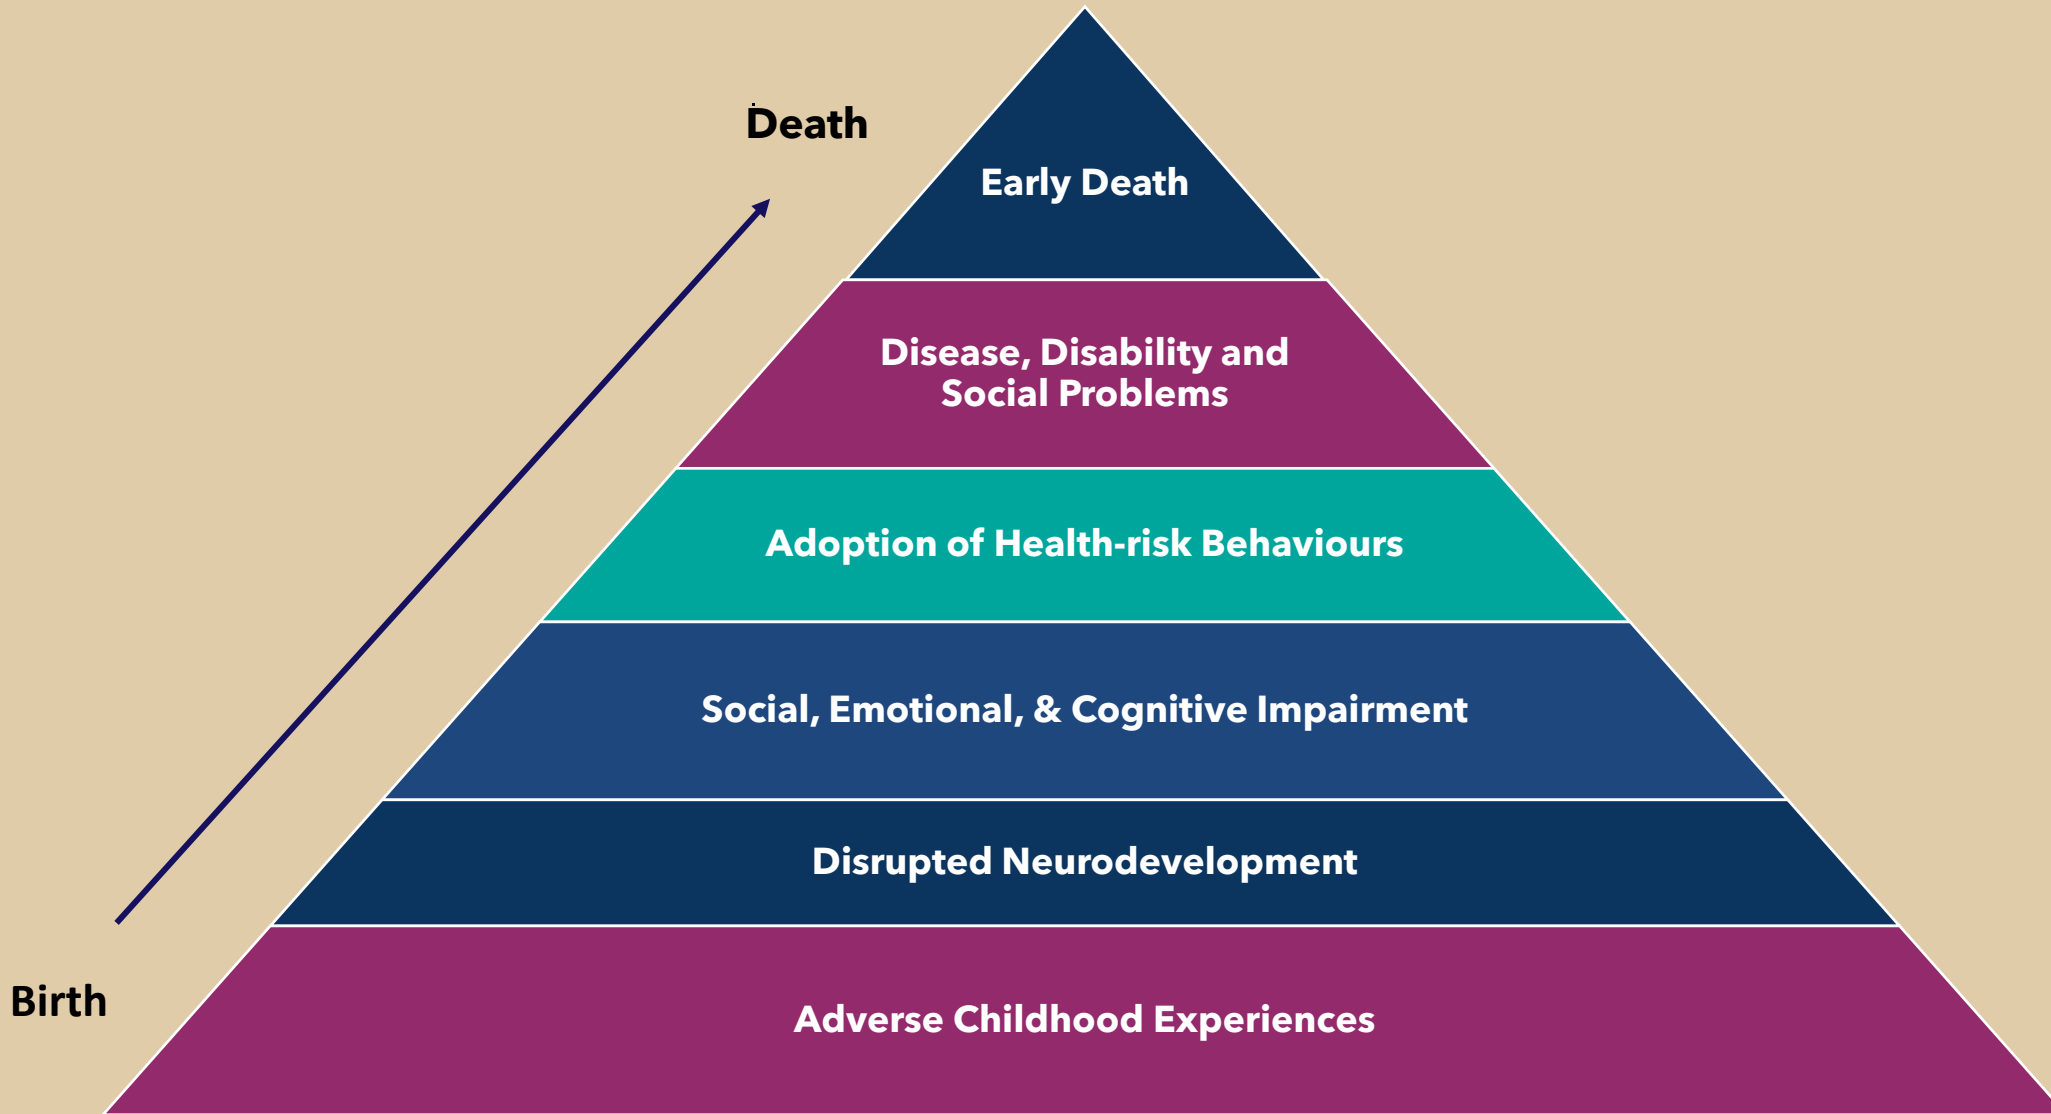 Death
Early Death
Disease, Disability and
Social Problems
Adoption of Health-risk Behaviours
Social, Emotional, & Cognitive Impairment
Disrupted Neurodevelopment
Birth
Adverse Childhood Experiences